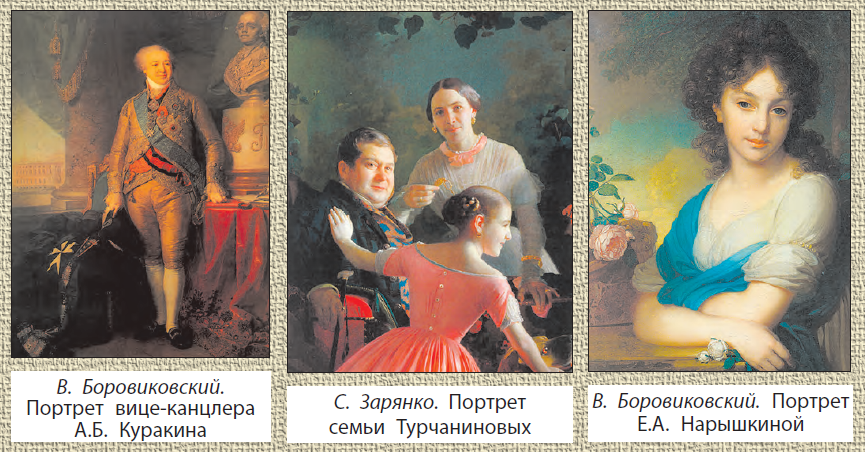 В. Боровиковский.
Портрет вице-канцлера
А.Б. Куракина
С. Зарянко. Портрет
семьи Турчаниновых
В. Боровиковский. Портрет
Е.А. Нарышкиной